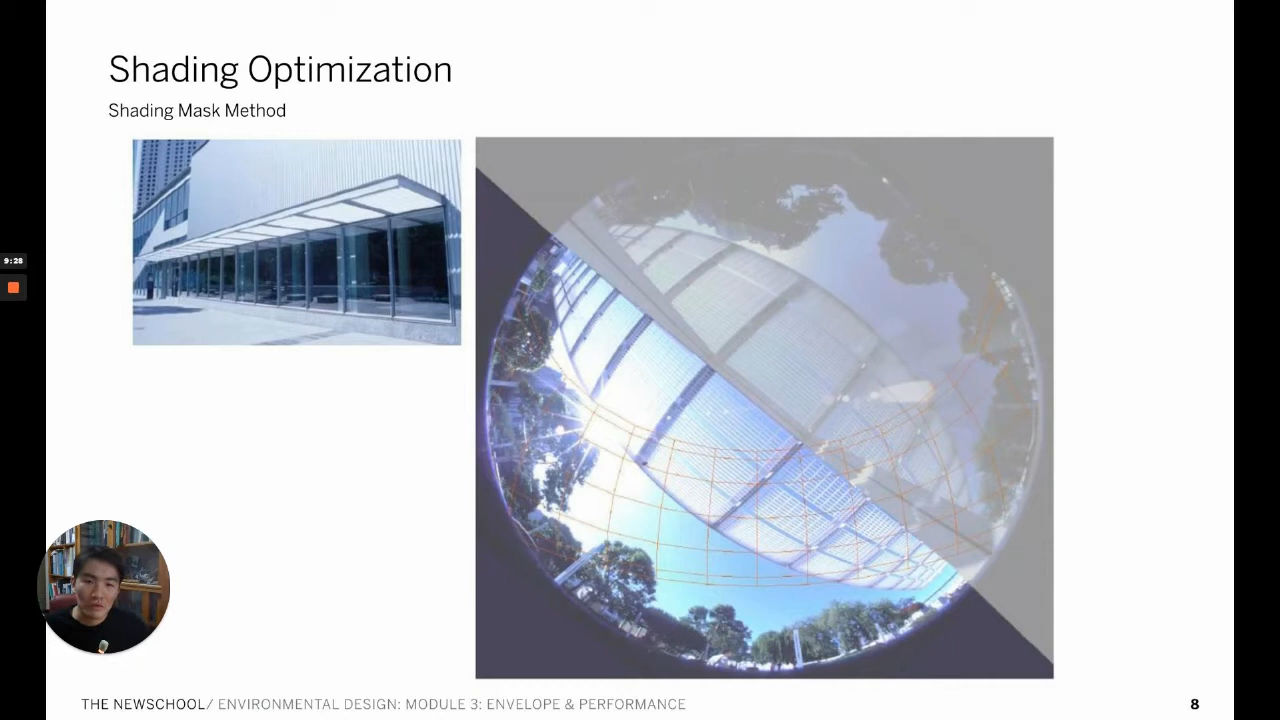 Shading Optimization
Shading Mask Method
9:28
THE NEWSCHOOL/ ENVIRONMENTAL DESIGN: MODULE 3: ENVELOPE & PERFORMANCE
8